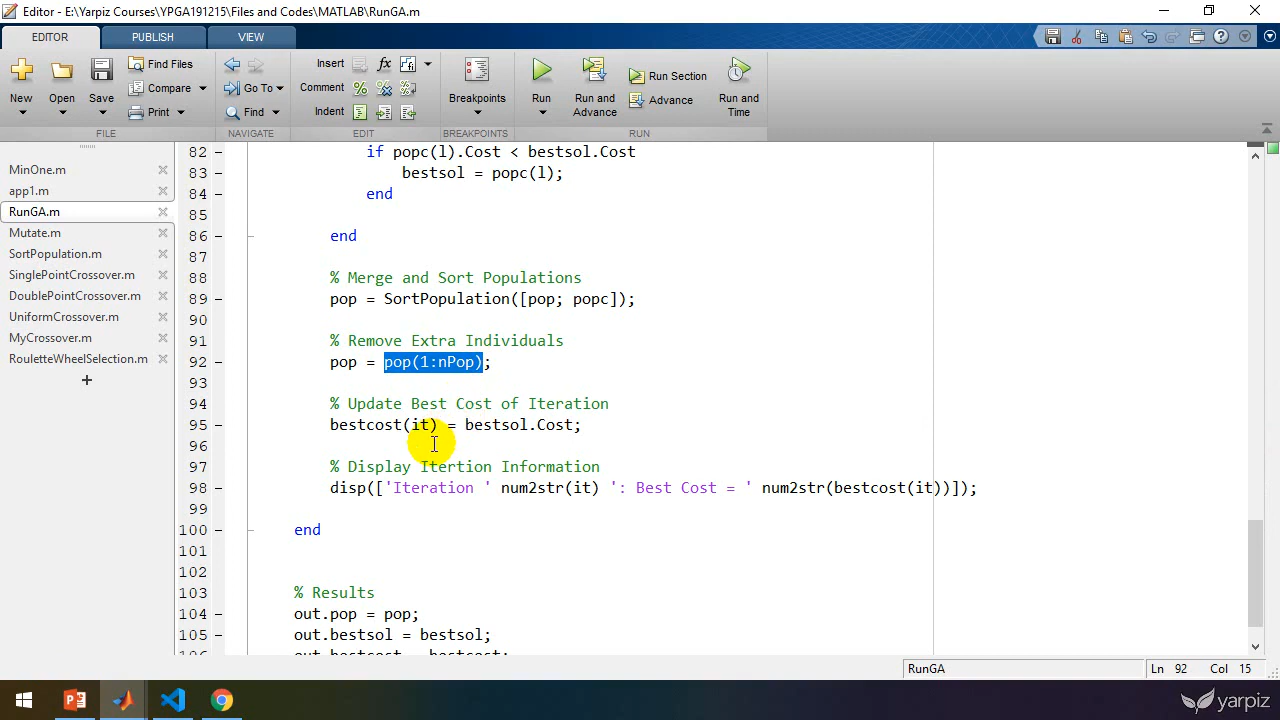 Editor - E:\Yarpiz Courses\YPGA191215\Files and Codes\MATLAB\RunGA.m
EDITOR PUBLISH VIEW
New Open Save Find Files Compare Print
Go To Find
Insert fx
Comment
Indent
Breakpoints
Run Run and Advance Run Section Advance Run and Time
FILE NAVIGATE EDIT BREAKPOINTS RUN
MinOne.m
app1.m
RunGA.m
Mutate.m
SortPopulation.m
SinglePointCrossover.m
DoublePointCrossover.m
UniformCrossover.m
MyCrossover.m
RouletteWheelSelection.m
82 if popc(l).Cost < bestsol.Cost
83 bestsol = popc(l);
84 end
85
86 end
87
88 % Merge and Sort Populations
89 pop = SortPopulation([pop; popc]);
90
91 % Remove Extra Individuals
92 pop = pop(1:nPop);
93
94 % Update Best Cost of Iteration
95 bestcost(it) = bestsol.Cost;
96
97 % Display Itertion Information
98 disp(['Iteration ' num2str(it) ': Best Cost = ' num2str(bestcost(it))]);
99
100 end
101
102
103 % Results
104 out.pop = pop;
105 out.bestsol = bestsol;
106 out.bestcost = bestcost;
RunGA Ln 92 Col 15
yarpiz